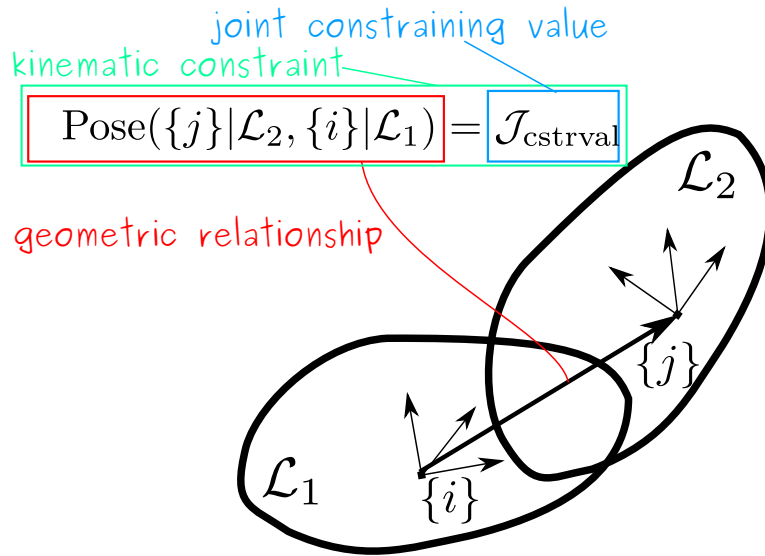 joint constraining value
kinematic constraint
Pose({j}|ℒ₂, {i}|ℒ₁) = 𝒥cstrval
geometric relationship
ℒ₂
{j}
ℒ₁
{i}